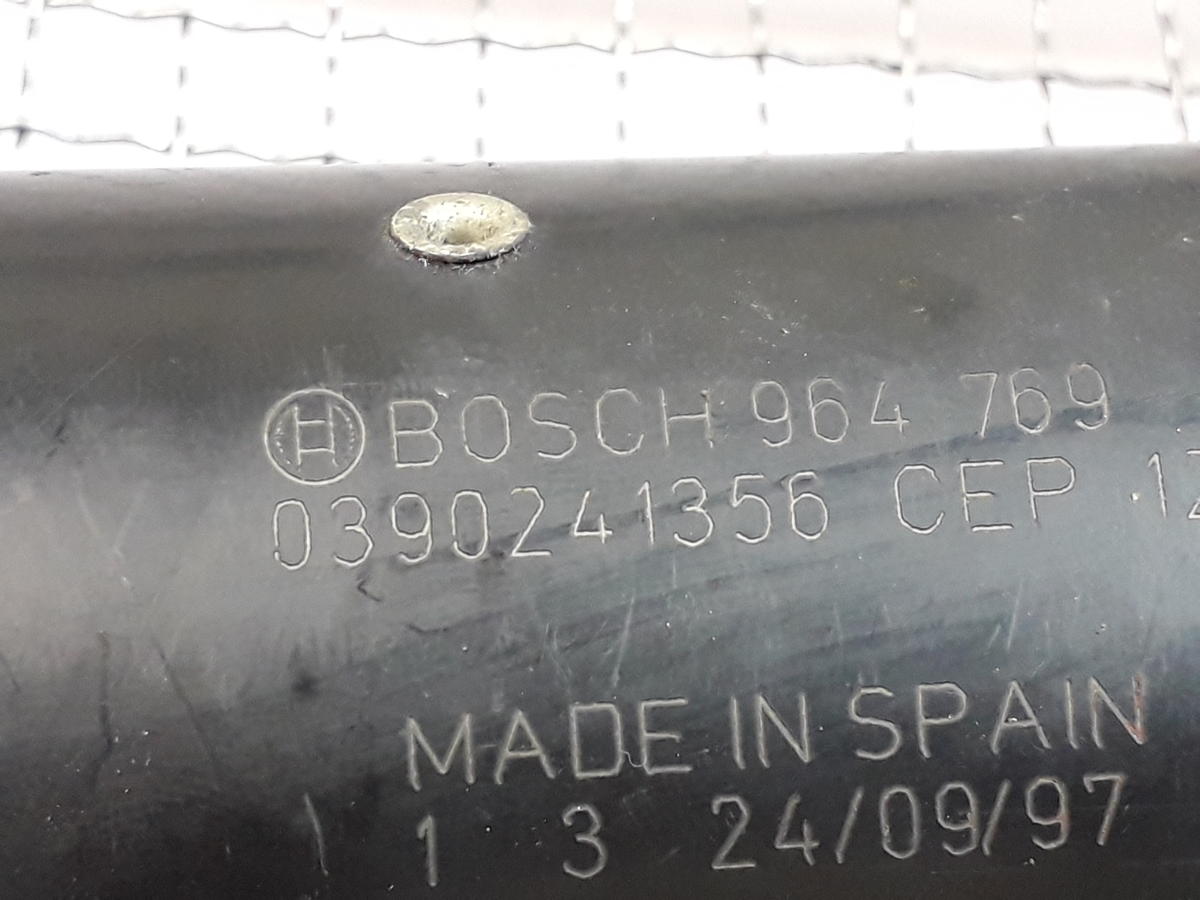 BOSCH 964 769
0390241356 CEP
MADE IN SPAIN
1 3 24/09/97